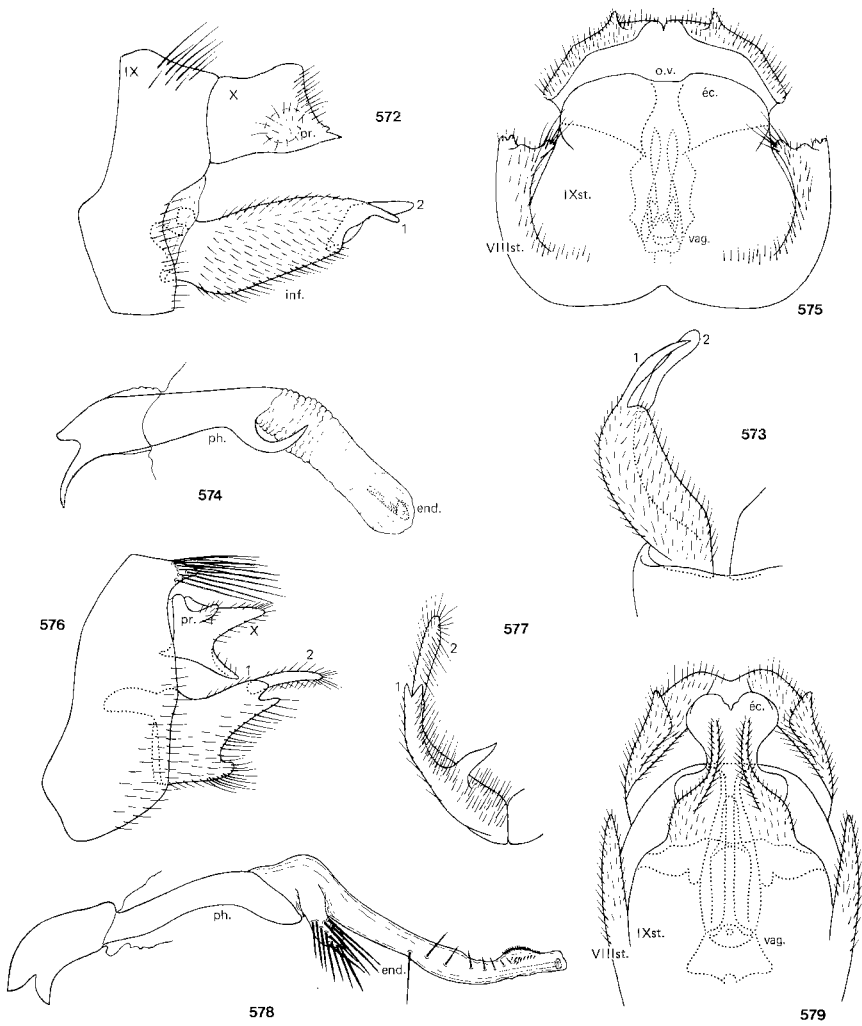 IX
X
pr.
572
2
1
inf.
o.v.
éc.
IXst.
VIIIst.
vag.
575
1
2
573
ph.
574
end.
576
pr.
X
1
2
577
2
1
éc.
ph.
end.
578
VIIIst.
IXst.
vag.
579